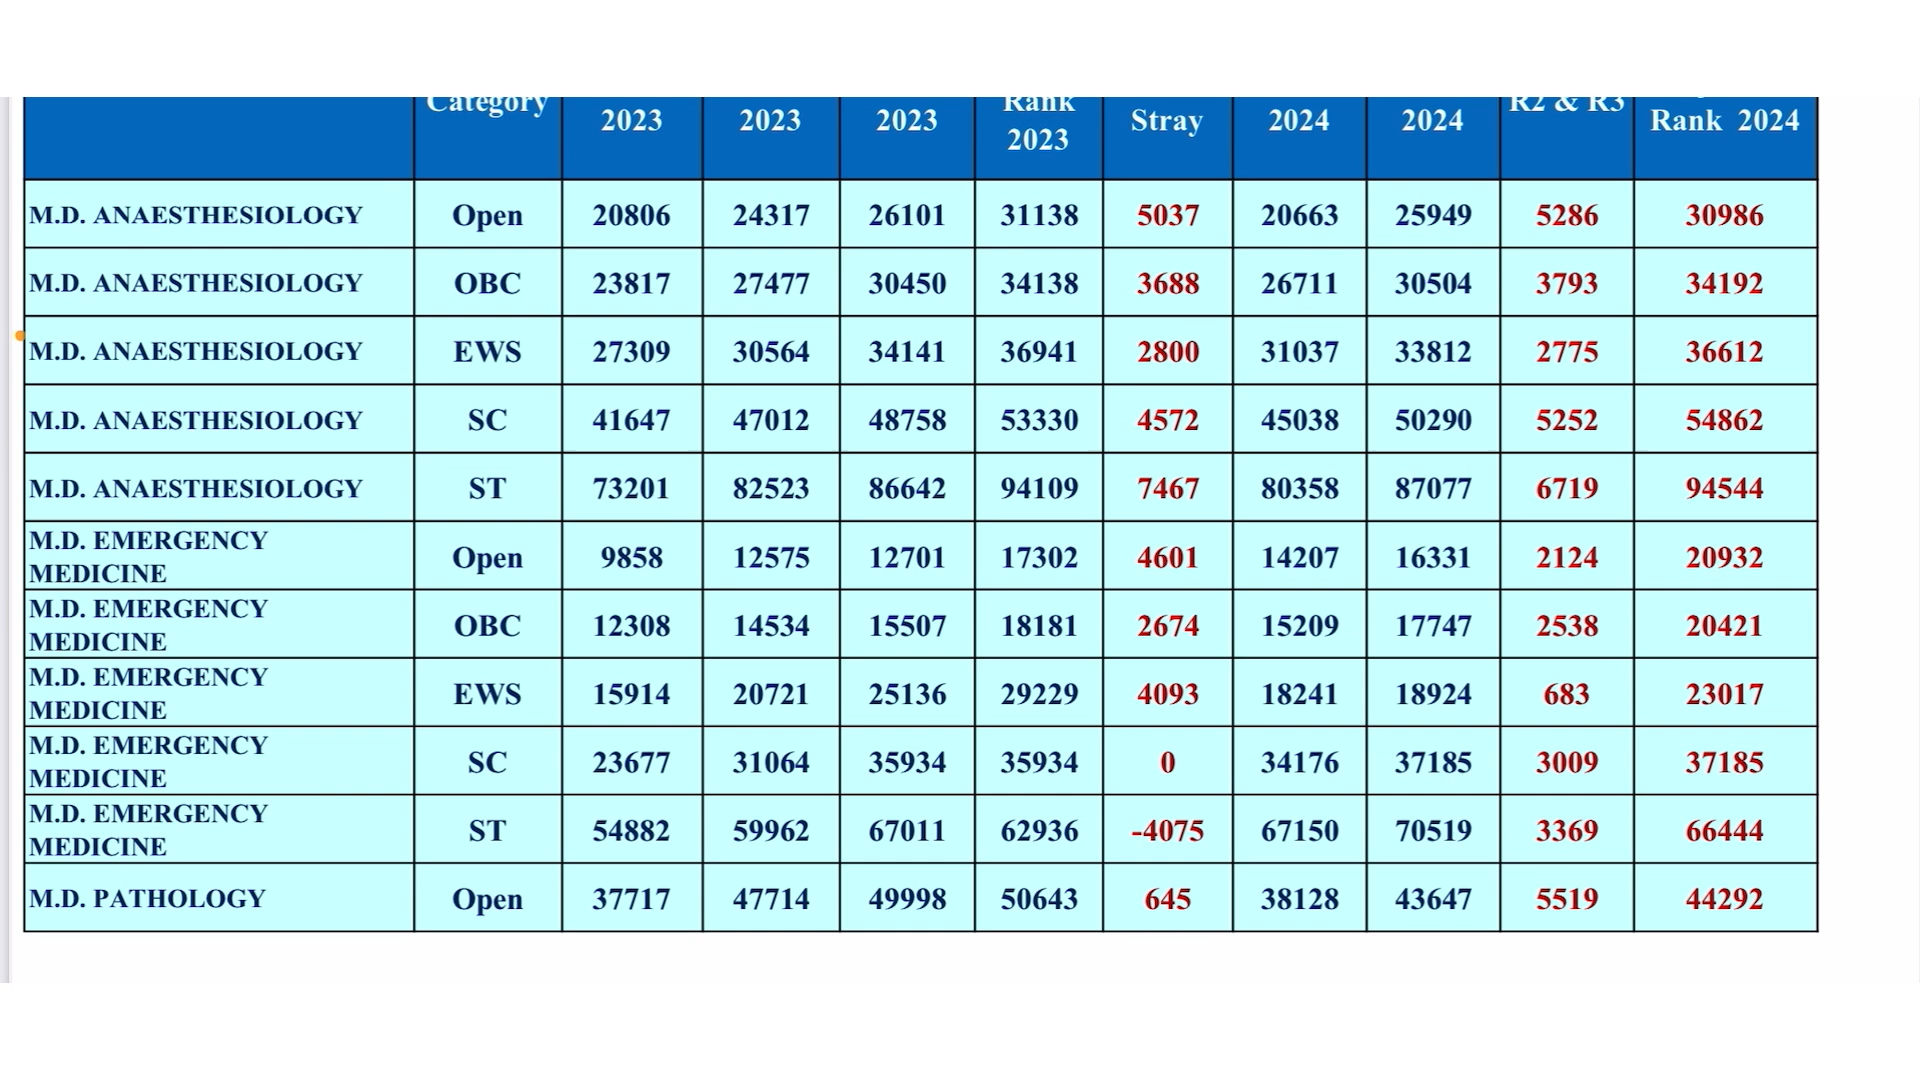 Category 2023 2023 2023 Rank 2023 Stray 2024 2024 R2 & R3 Rank 2024
M.D. ANAESTHESIOLOGY Open 20806 24317 26101 31138 5037 20663 25949 5286 30986
M.D. ANAESTHESIOLOGY OBC 23817 27477 30450 34138 3688 26711 30504 3793 34192
M.D. ANAESTHESIOLOGY EWS 27309 30564 34141 36941 2800 31037 33812 2775 36612
M.D. ANAESTHESIOLOGY SC 41647 47012 48758 53330 4572 45038 50290 5252 54862
M.D. ANAESTHESIOLOGY ST 73201 82523 86642 94109 7467 80358 87077 6719 94544
M.D. EMERGENCY MEDICINE Open 9858 12575 12701 17302 4601 14207 16331 2124 20932
M.D. EMERGENCY MEDICINE OBC 12308 14534 15507 18181 2674 15209 17747 2538 20421
M.D. EMERGENCY MEDICINE EWS 15914 20721 25136 29229 4093 18241 18924 683 23017
M.D. EMERGENCY MEDICINE SC 23677 31064 35934 35934 0 34176 37185 3009 37185
M.D. EMERGENCY MEDICINE ST 54882 59962 67011 62936 -4075 67150 70519 3369 66444
M.D. PATHOLOGY Open 37717 47714 49998 50643 645 38128 43647 5519 44292